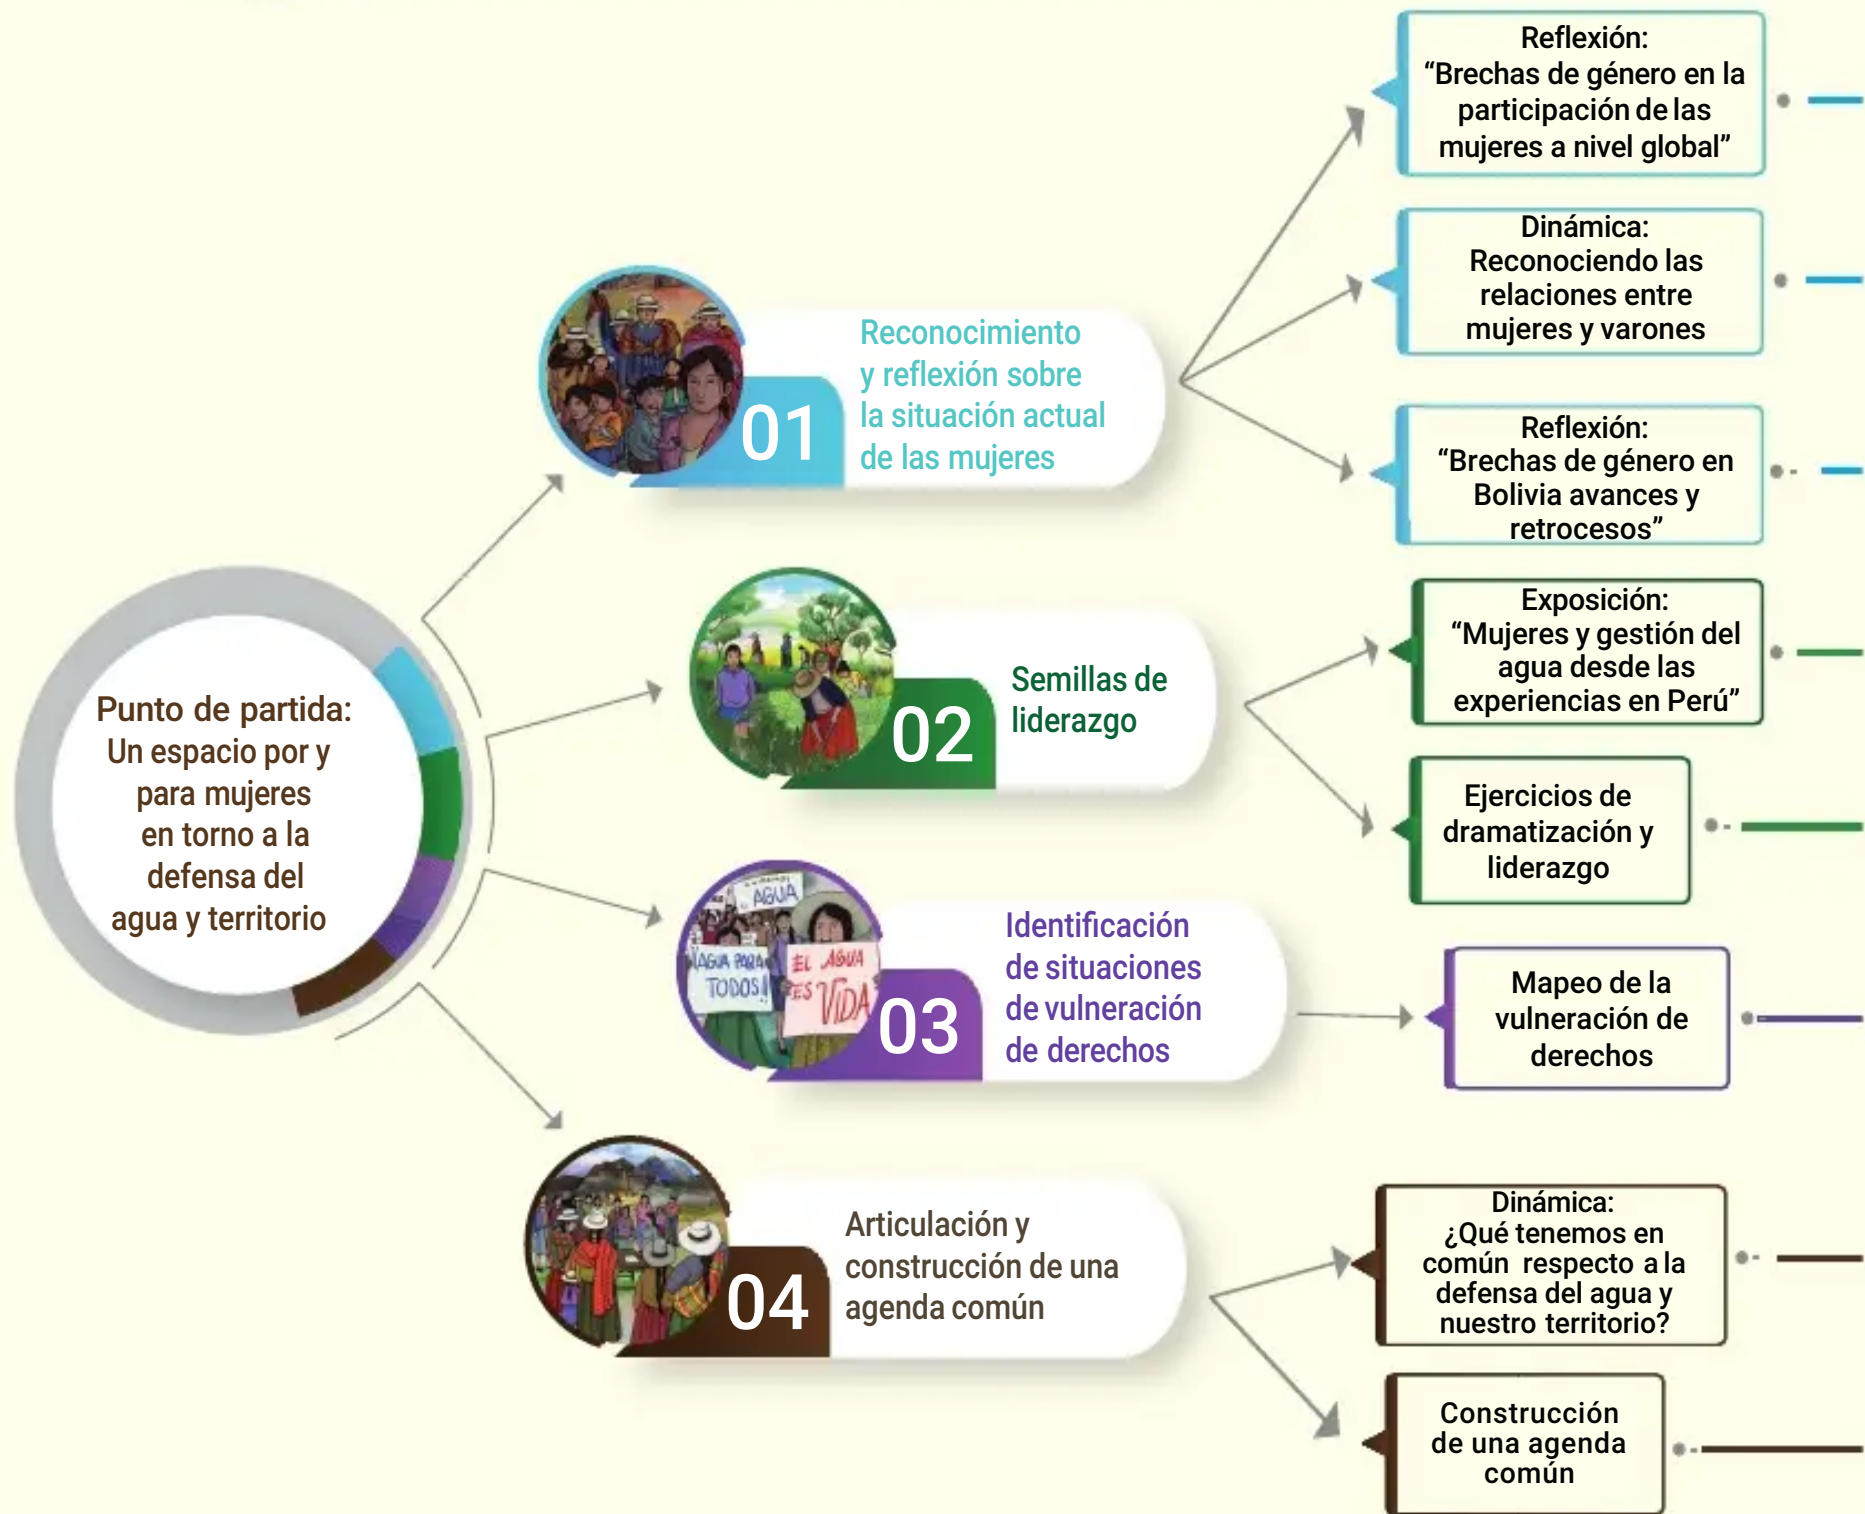 Punto de partida:
Un espacio por y
para mujeres
en torno a la
defensa del
agua y territorio
01
Reconocimiento
y reflexión sobre
la situación actual
de las mujeres
Reflexión:
“Brechas de género en la
participación de las
mujeres a nivel global”
Dinámica:
Reconociendo las
relaciones entre
mujeres y varones
Reflexión:
“Brechas de género en
Bolivia avances y
retrocesos”
02
Semillas de
liderazgo
Exposición:
“Mujeres y gestión del
agua desde las
experiencias en Perú”
Ejercicios de
dramatización y
liderazgo
AGUA
¡AGUA PARA
TODOS!
EL AGUA
ES VIDA
03
Identificación
de situaciones
de vulneración
de derechos
Mapeo de la
vulneración de
derechos
04
Articulación y
construcción de una
agenda común
Dinámica:
¿Qué tenemos en
común respecto a la
defensa del agua y
nuestro territorio?
Construcción
de una agenda
común